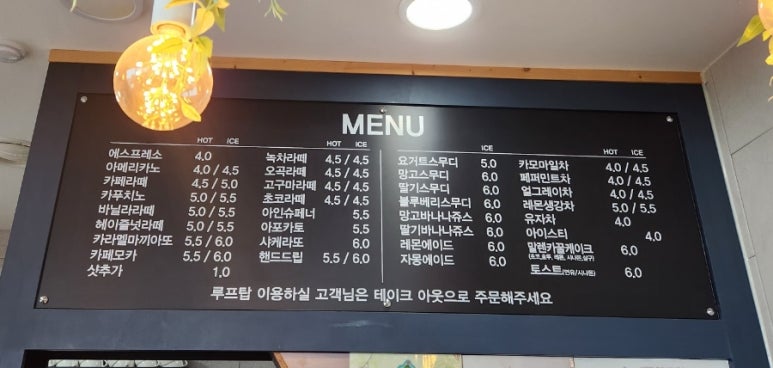 MENU
HOT ICE
에스프레소 4.0
아메리카노 4.0 / 4.5
카페라떼 4.5 / 5.0
카푸치노 5.0 / 5.5
바닐라라떼 5.0 / 5.5
헤이즐넛라떼 5.0 / 5.5
카라멜마끼아또 5.5 / 6.0
카페모카 5.5 / 6.0
샷추가 1.0
HOT ICE
녹차라떼 4.5 / 4.5
오곡라떼 4.5 / 4.5
고구마라떼 4.5 / 4.5
초코라떼 4.5 / 4.5
아인슈페너 5.5
아포카토 5.5
샤케라또 6.0
핸드드립 5.5 / 6.0
ICE
요거트스무디 5.0
망고스무디 6.0
딸기스무디 6.0
블루베리스무디 6.0
망고바나나쥬스 6.0
딸기바나나쥬스 6.0
레몬에이드 6.0
자몽에이드 6.0
HOT ICE
카모마일차 4.0 / 4.5
페퍼민트차 4.0 / 4.5
얼그레이차 4.0 / 4.5
레몬생강차 5.0 / 5.5
유자차 4.0
아이스티 4.0
말렌카꿀케이크 6.0
토스트 6.0
루프탑 이용하실 고객님은 테이크 아웃으로 주문해주세요